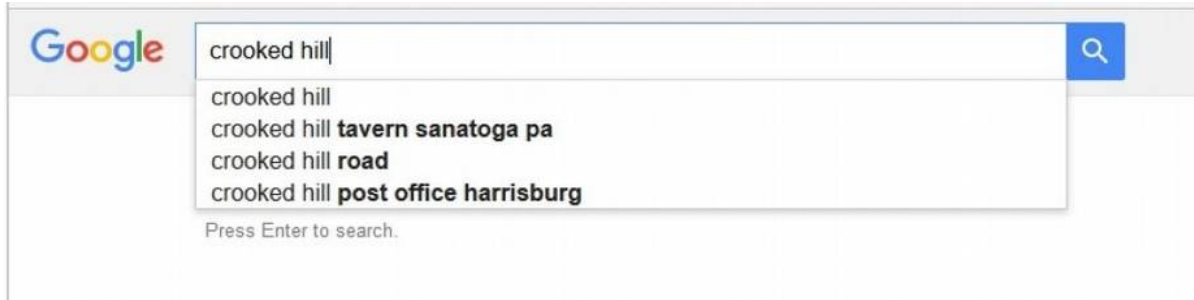 Google crooked hill
crooked hill
crooked hill tavern sanatoga pa
crooked hill road
crooked hill post office harrisburg
Press Enter to search.